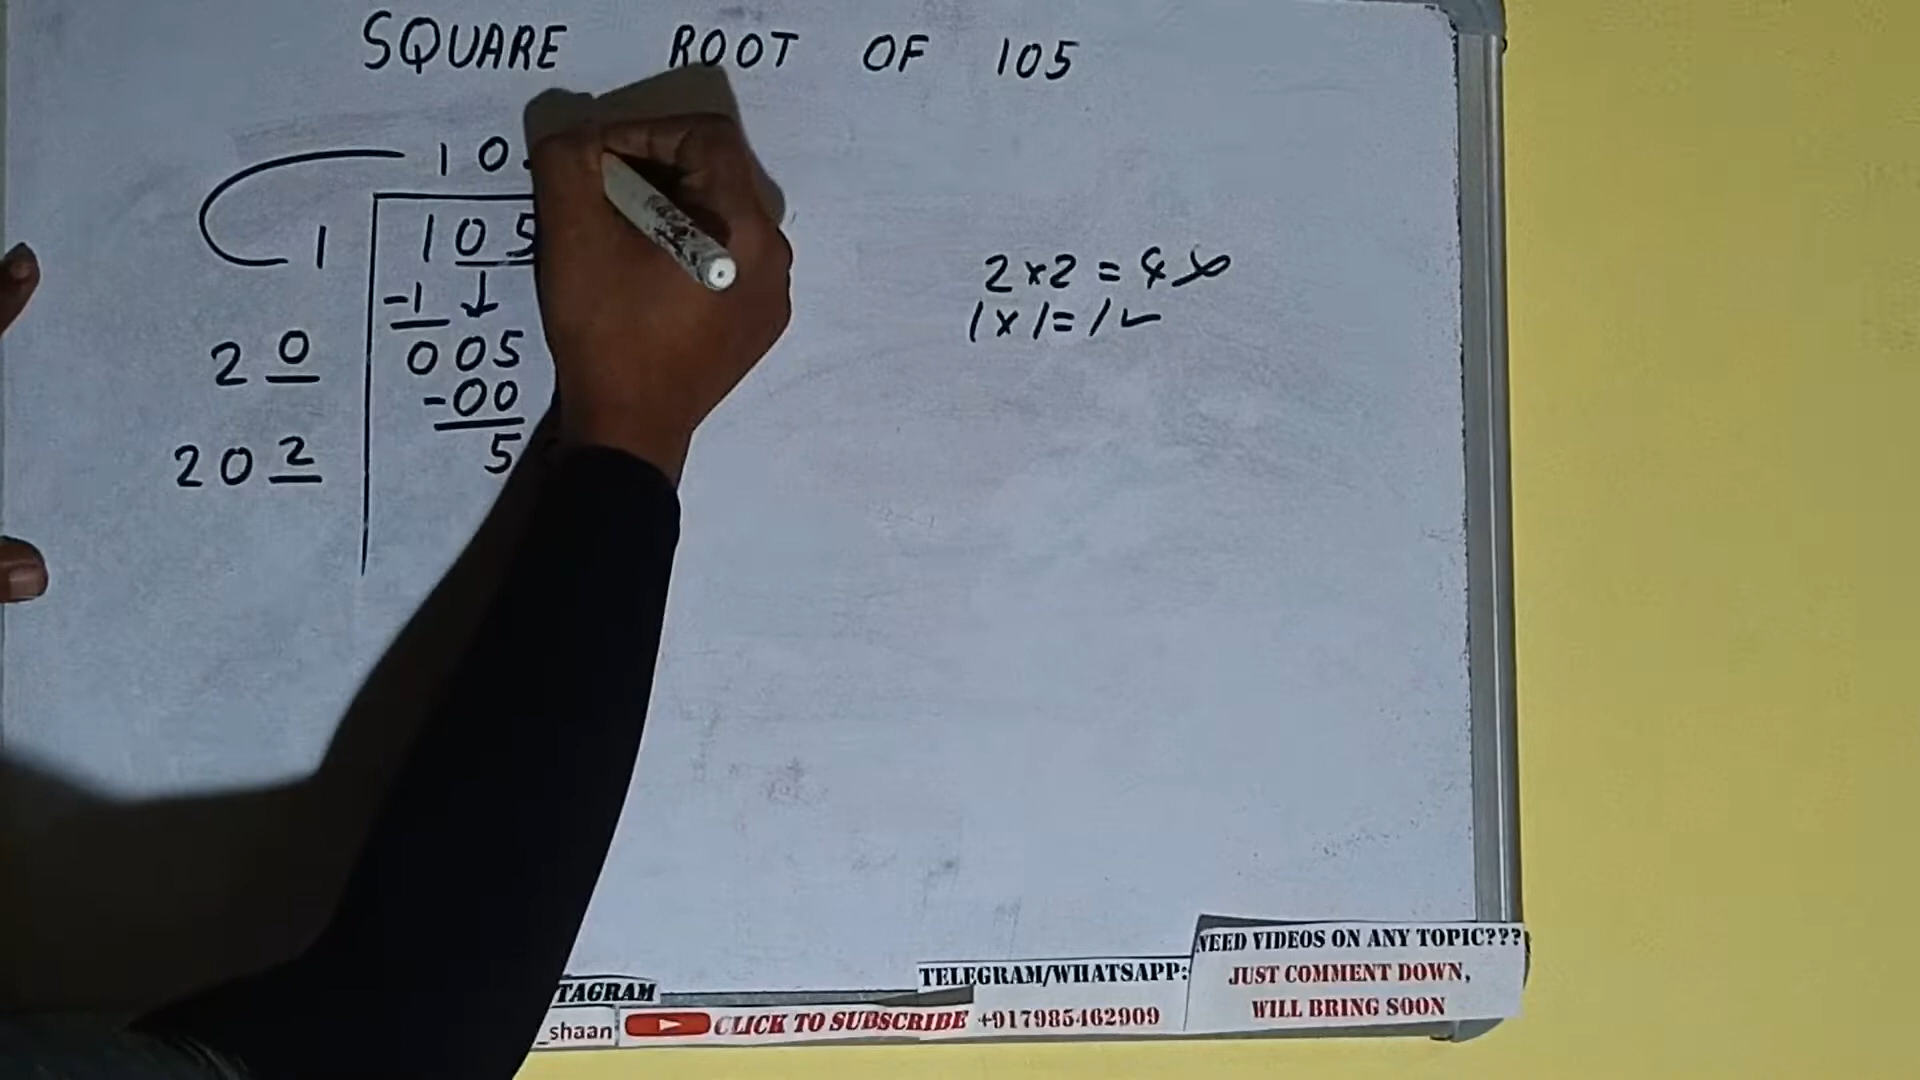 SQUARE ROOT OF 105
10.
1 105
-1
20 005
-00
202 5
2×2=4
1×1=1✓
NEED VIDEOS ON ANY TOPIC???
JUST COMMENT DOWN,
WILL BRING SOON
TELEGRAM/WHATSAPP:
+917985462909
TAGRAM
_shaan
CLICK TO SUBSCRIBE